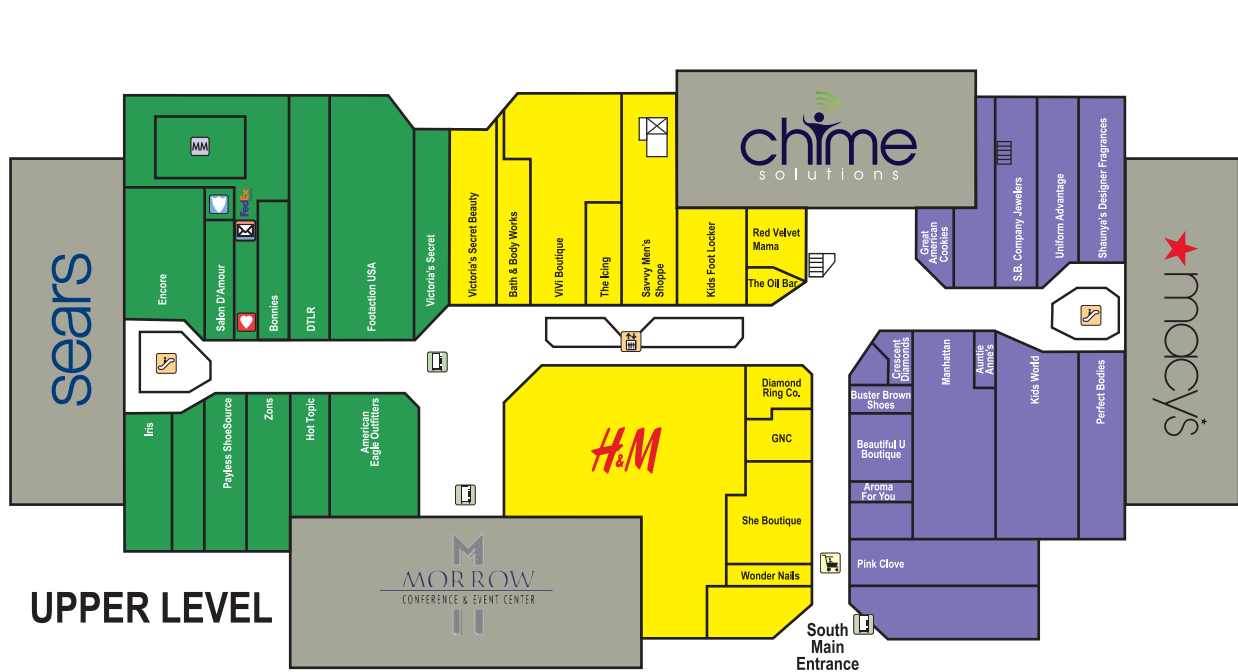 chime
solutions
MM
FedEx
Encore
Salon D'Amour
Bonnies
DTLR
Footaction USA
Victoria's Secret
Victoria's Secret Beauty
Bath & Body Works
ViVi Boutique
The Icing
Savvy Men's
Shoppe
Kids Foot Locker
Red Velvet
Mama
The Oil Bar
Great
American
Cookies
S.B. Company Jewelers
Uniform Advantage
Shaunya's Designer Fragrances
sears
macy's
Iris
Payless ShoeSource
Zons
Hot Topic
American
Eagle Outfitters
H&M
Diamond
Ring Co.
GNC
She Boutique
Wonder Nails
Crescent
Diamonds
Manhattan
Auntie
Anne's
Kids World
Perfect Bodies
Buster Brown
Shoes
Beautiful U
Boutique
Aroma
For You
Pink Clove
M
MORROW
CONFERENCE & EVENT CENTER
UPPER LEVEL
South
Main
Entrance